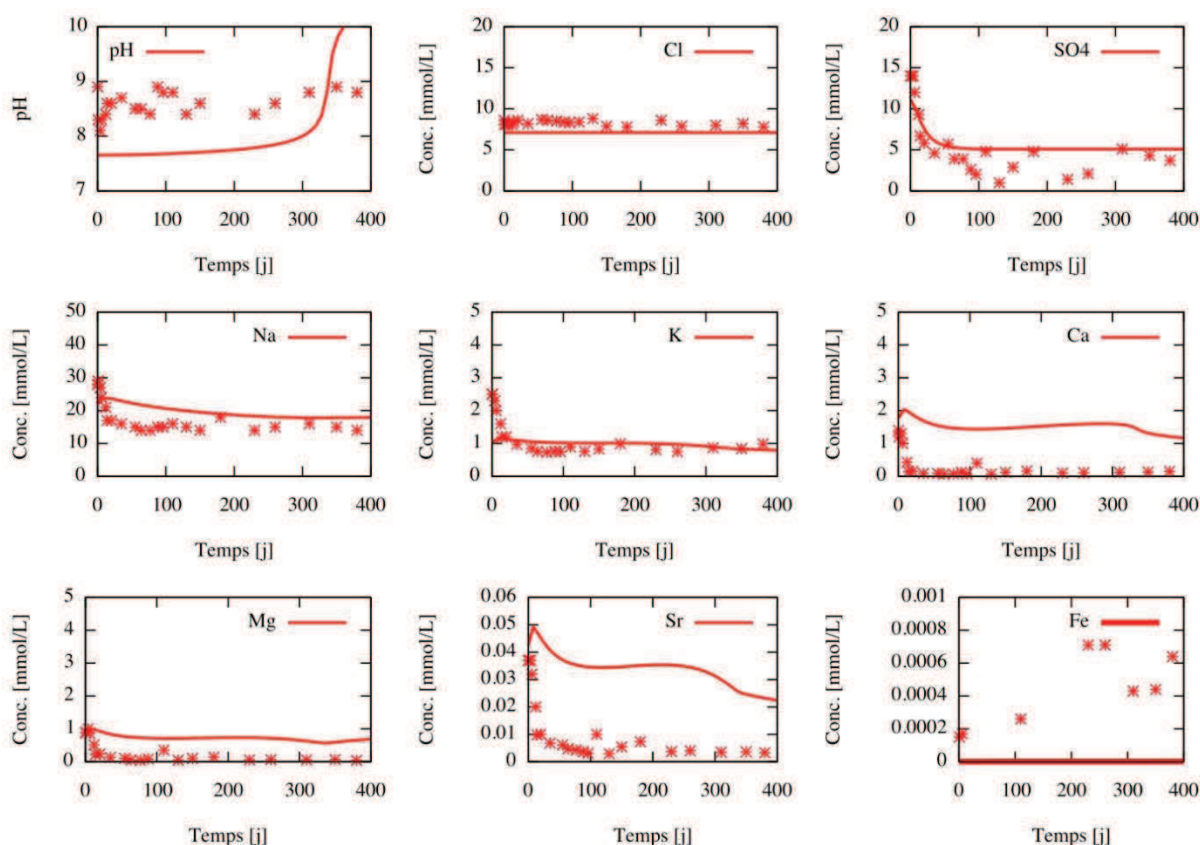 10
9
8
7
pH
pH
0 100 200 300 400
Temps [j]
20
15
10
5
0
Conc. [mmol/L]
Cl
0 100 200 300 400
Temps [j]
20
15
10
5
0
Conc. [mmol/L]
SO4
0 100 200 300 400
Temps [j]
50
40
30
20
10
0
Conc. [mmol/L]
Na
0 100 200 300 400
Temps [j]
5
4
3
2
1
0
Conc. [mmol/L]
K
0 100 200 300 400
Temps [j]
5
4
3
2
1
0
Conc. [mmol/L]
Ca
0 100 200 300 400
Temps [j]
5
4
3
2
1
0
Conc. [mmol/L]
Mg
0 100 200 300 400
Temps [j]
0.06
0.05
0.04
0.03
0.02
0.01
0
Conc. [mmol/L]
Sr
0 100 200 300 400
Temps [j]
0.001
0.0008
0.0006
0.0004
0.0002
0
Conc. [mmol/L]
Fe
0 100 200 300 400
Temps [j]